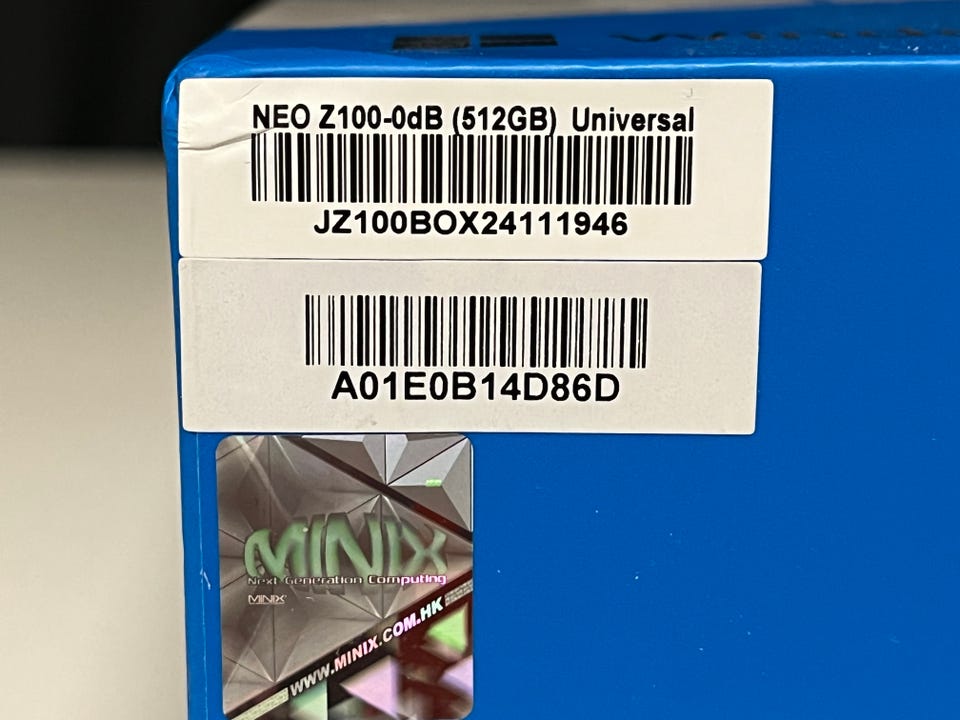 NEO Z100-0dB (512GB) Universal
JZ100BOX24111946
A01E0B14D86D
MINIX
Next Generation Computing
MINIX
WWW.MINIX.COM.HK